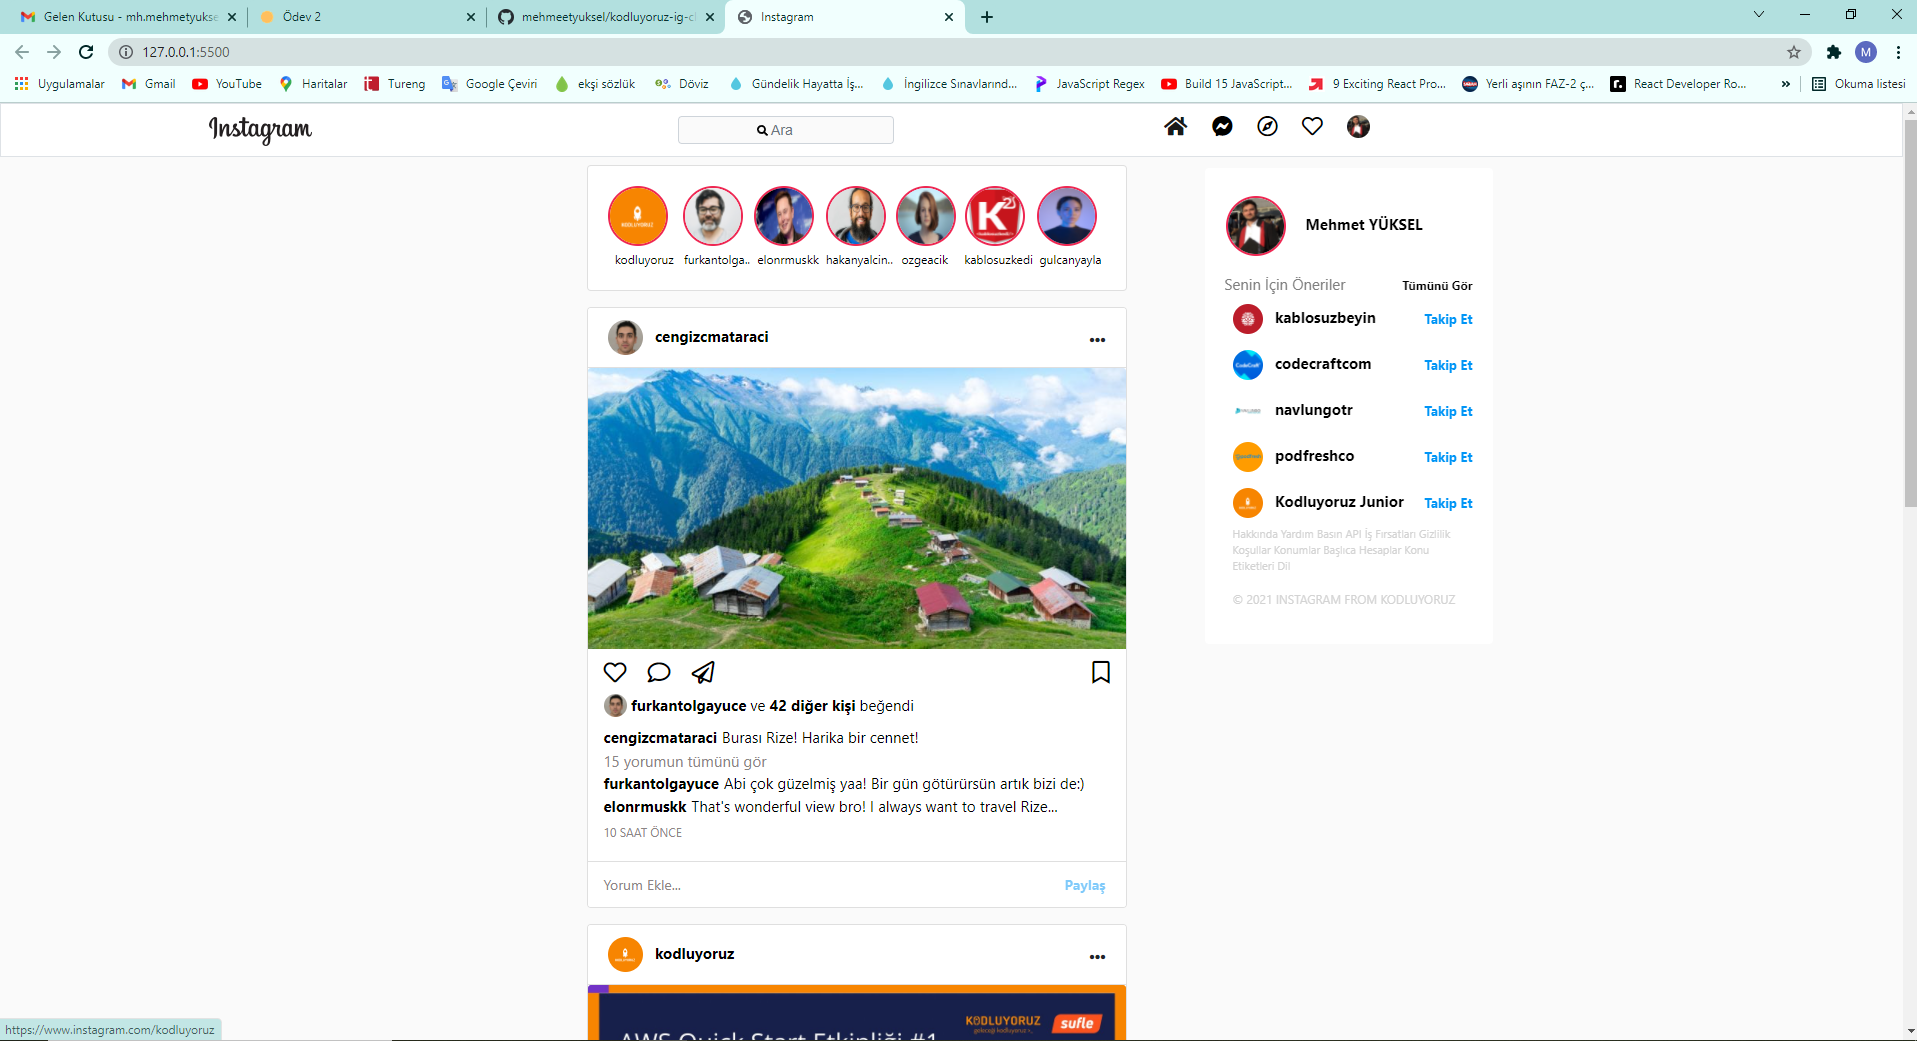 Gelen Kutusu - mh.mehmetyukse
Ödev 2
mehmeetyuksel/kodluyoruz-ig-cl
Instagram
127.0.0.1:5500
M
Uygulamalar
Gmail
YouTube
Haritalar
Tureng
Google Çeviri
ekşi sözlük
Döviz
Gündelik Hayatta İş...
İngilizce Sınavlarınd...
JavaScript Regex
Build 15 JavaScript...
9 Exciting React Pro...
Yerli aşının FAZ-2 ç...
React Developer Ro...
»
Okuma listesi
Instagram
Ara
KODLUYORUZ
K
kodluyoruz
furkantolga..
elonrmuskk
hakanyalcin..
ozgeacik
kablosuzkedi
gulcanyayla
cengizcmataraci
•••
furkantolgayuce ve 42 diğer kişi beğendi
cengizcmataraci Burası Rize! Harika bir cennet!
15 yorumun tümünü gör
furkantolgayuce Abi çok güzelmiş yaa! Bir gün götürürsün artık bizi de:)
elonrmuskk That's wonderful view bro! I always want to travel Rize...
10 SAAT ÖNCE
Yorum Ekle...
Paylaş
kodluyoruz
•••
KODLUYORUZ
geleceği kodluyoruz >_
sufle
AWS Quick Start Etkinliği #1
Mehmet YÜKSEL
Senin İçin Öneriler
Tümünü Gör
kablosuzbeyin
Takip Et
CodeCraft
codecraftcom
Takip Et
navlungotr
Takip Et
podfreshco
Takip Et
Kodluyoruz Junior
Takip Et
Hakkında Yardım Basın API İş Fırsatları Gizlilik
Koşullar Konumlar Başlıca Hesaplar Konu
Etiketleri Dil
© 2021 INSTAGRAM FROM KODLUYORUZ
https://www.instagram.com/kodluyoruz